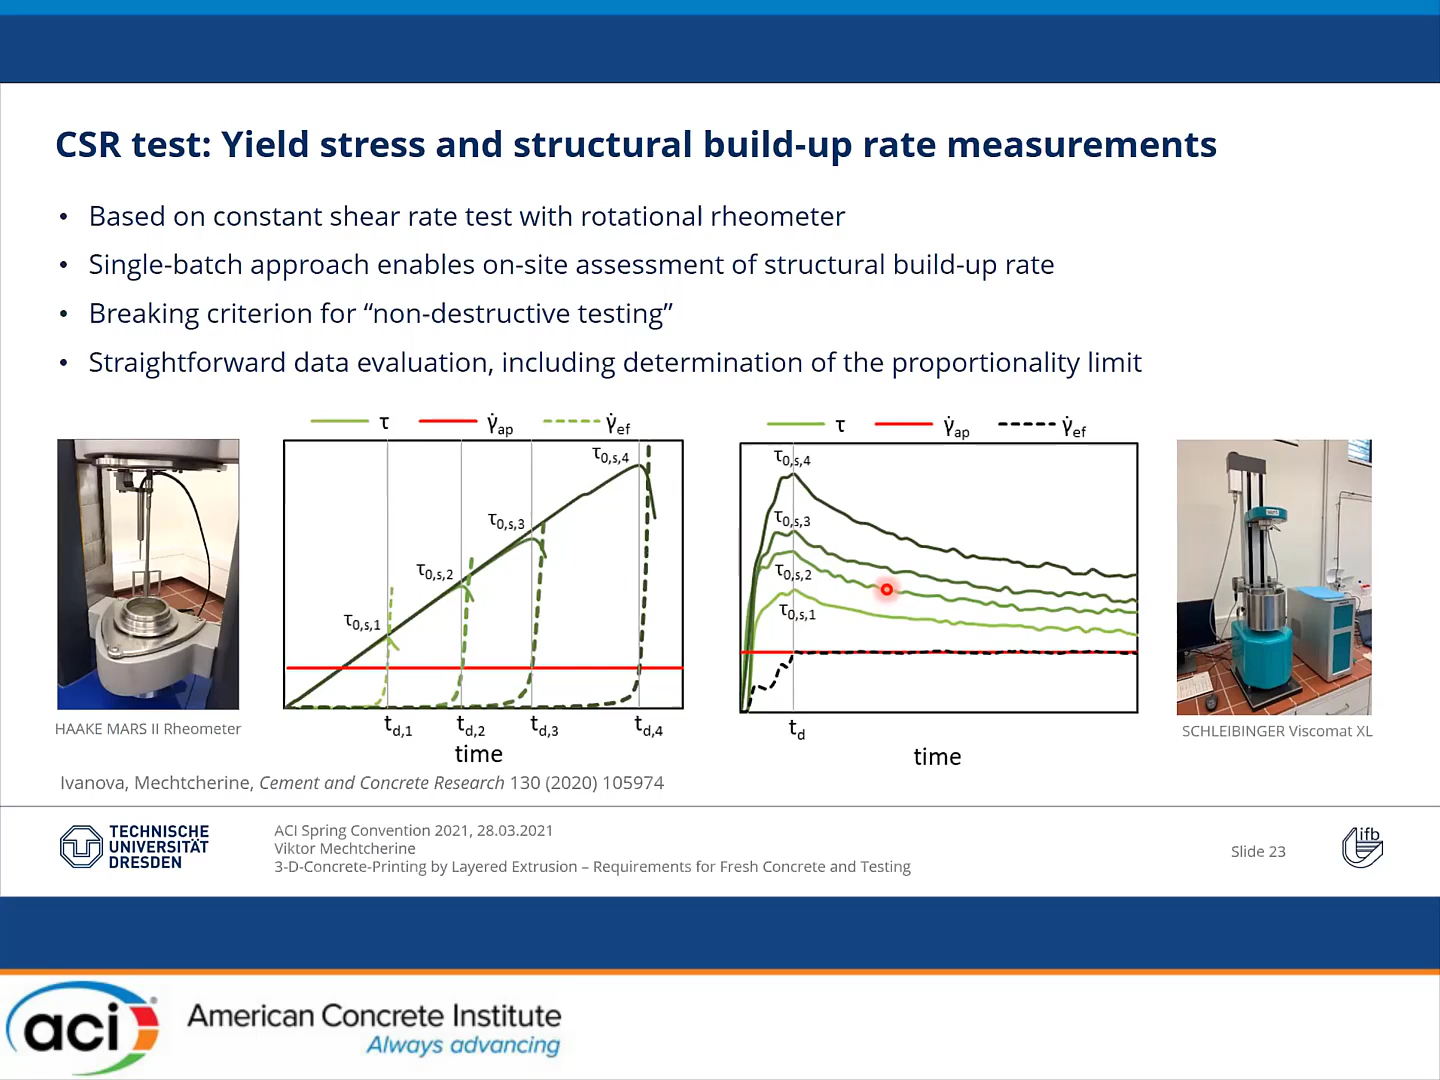 CSR test: Yield stress and structural build-up rate measurements
• Based on constant shear rate test with rotational rheometer
• Single-batch approach enables on-site assessment of structural build-up rate
• Breaking criterion for “non-destructive testing”
• Straightforward data evaluation, including determination of the proportionality limit
τ γ̇ap γ̇ef
τ0,s,4
τ0,s,3
τ0,s,2
τ0,s,1
td,1 td,2 td,3 td,4
time
τ γ̇ap γ̇ef
τ0,s,4
τ0,s,3
τ0,s,2
τ0,s,1
td
time
HAAKE MARS II Rheometer
SCHLEIBINGER Viscomat XL
Ivanova, Mechtcherine, Cement and Concrete Research 130 (2020) 105974
TECHNISCHE
UNIVERSITÄT
DRESDEN
ACI Spring Convention 2021, 28.03.2021
Viktor Mechtcherine
3-D-Concrete-Printing by Layered Extrusion – Requirements for Fresh Concrete and Testing
Slide 23
ifb
aci
American Concrete Institute
Always advancing